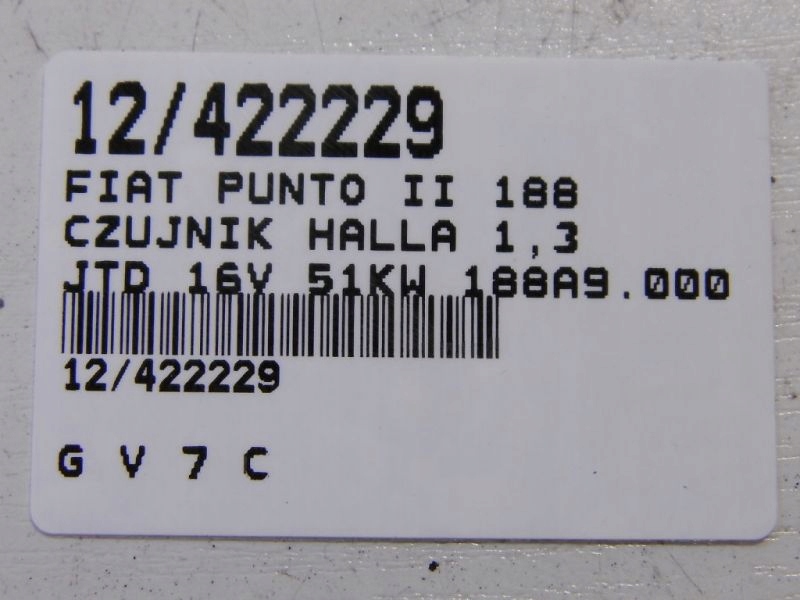 12/422229
FIAT PUNTO II 188
CZUJNIK HALLA 1,3
JTD 16V 51KW 188A9.000
12/422229
G V 7 C